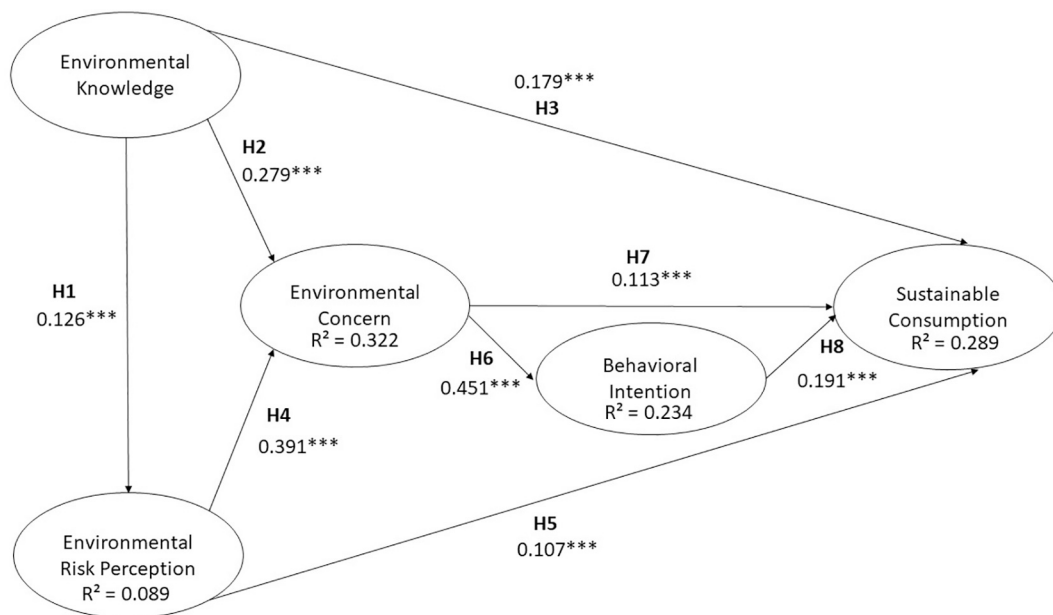 Environmental
Knowledge
0.179***
H3
H2
0.279***
H1
0.126***
Environmental
Concern
R² = 0.322
H7
0.113***
Sustainable
Consumption
R² = 0.289
H6
0.451***
Behavioral
Intention
R² = 0.234
H8
0.191***
H4
0.391***
Environmental
Risk Perception
R² = 0.089
H5
0.107***